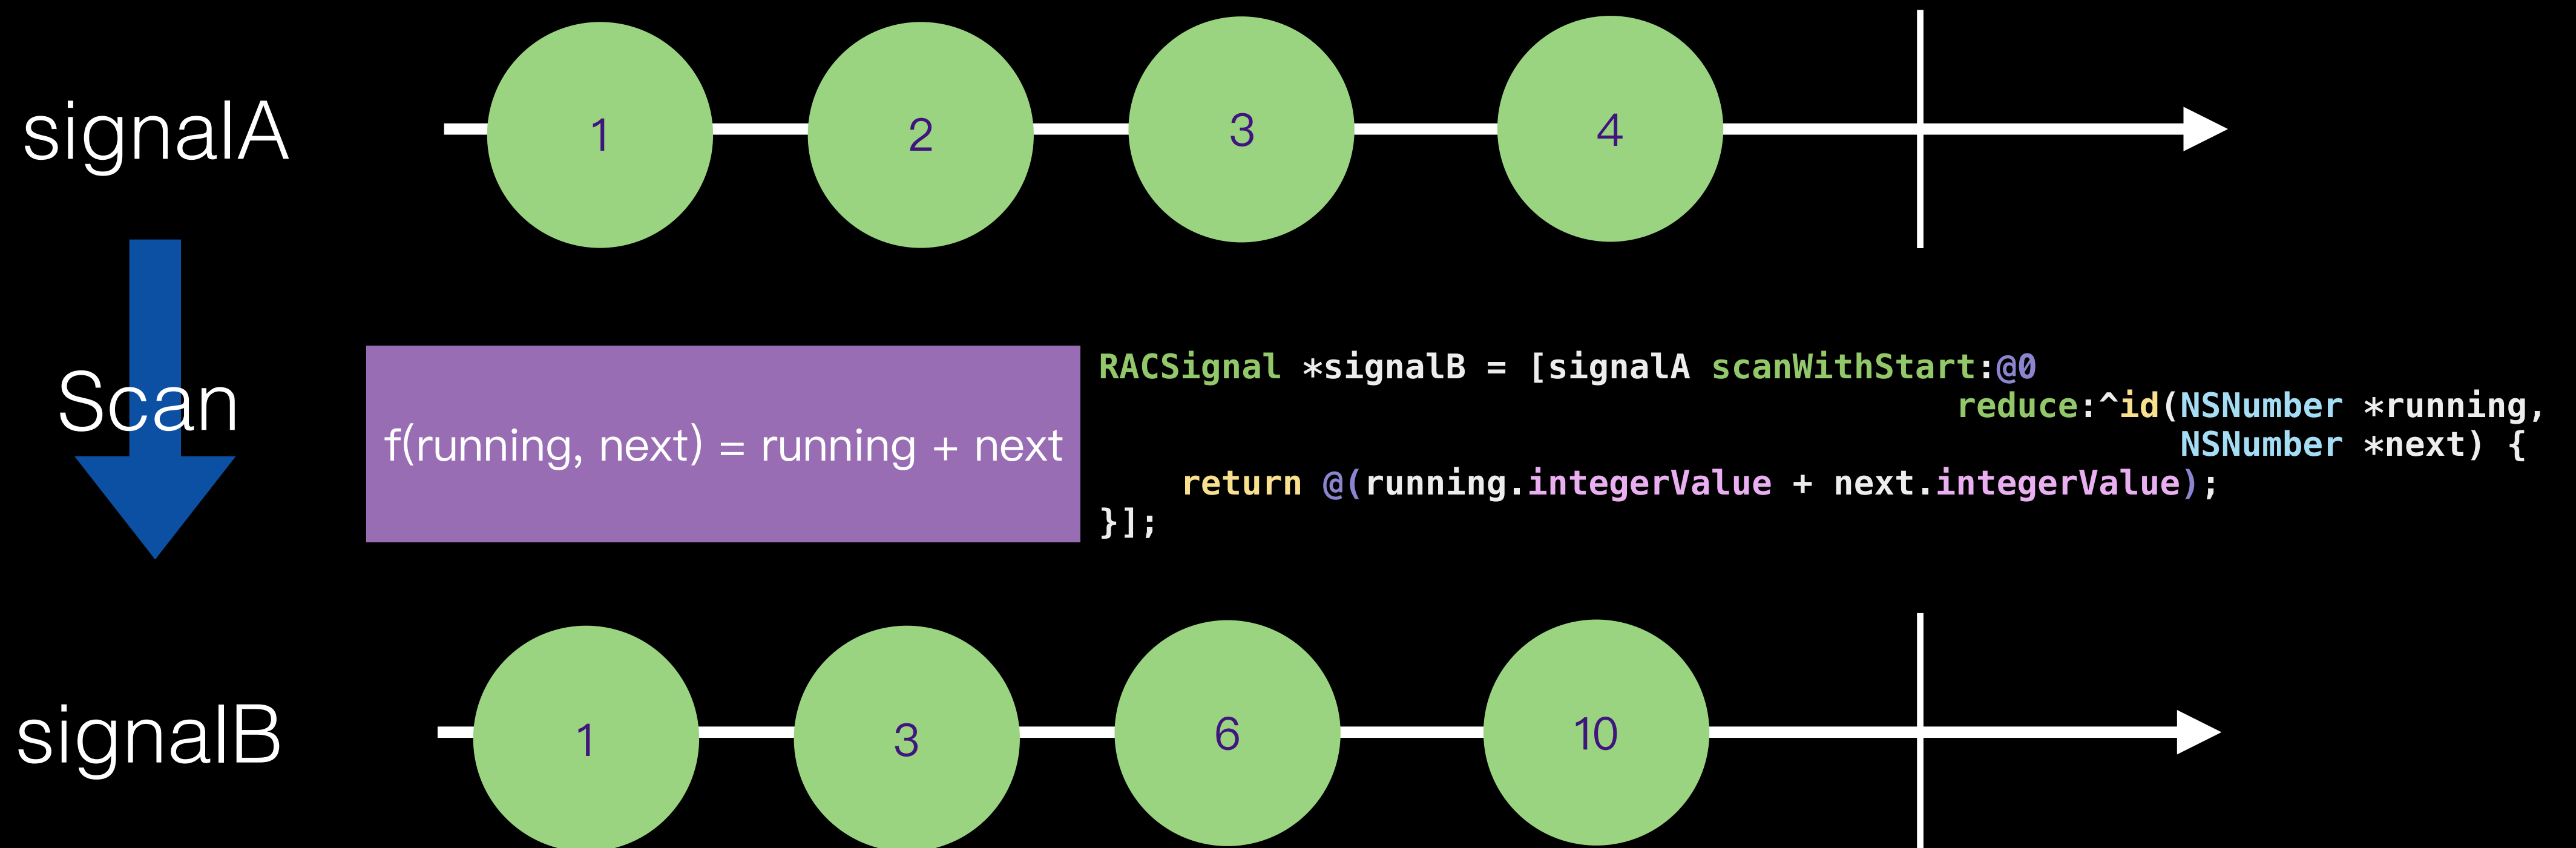 signalA
1
2
3
4
Scan
f(running, next) = running + next
RACSignal *signalB = [signalA scanWithStart:@0
reduce:^id(NSNumber *running,
NSNumber *next) {
return @(running.integerValue + next.integerValue);
}];
signalB
1
3
6
10